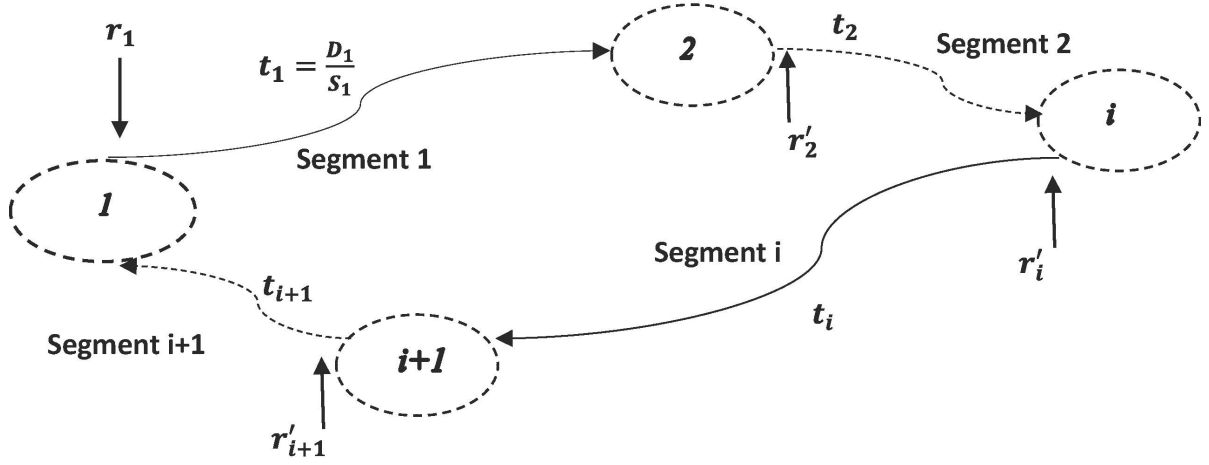 r₁
t₁ = D₁/S₁
Segment 1
2
t₂
Segment 2
r′₂
i
1
Segment i
r′ᵢ
tᵢ₊₁
tᵢ
Segment i+1
i+1
r′ᵢ₊₁